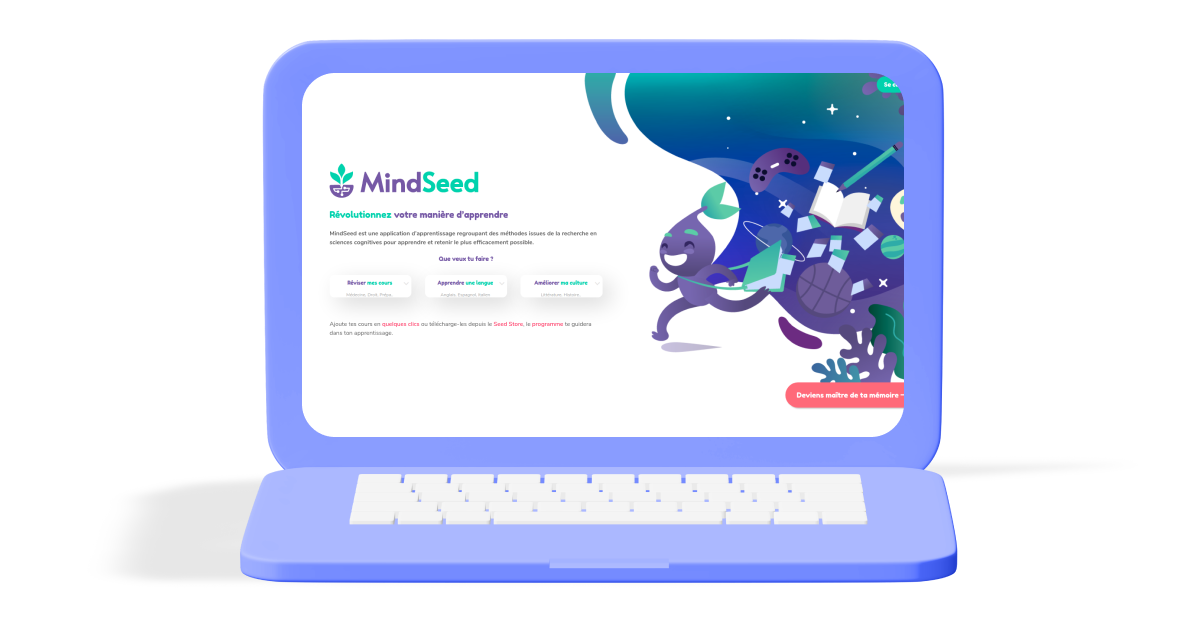 Se c
MindSeed
Révolutionnez votre manière d'apprendre
MindSeed est une application d'apprentissage regroupant des méthodes issues de la recherche en
sciences cognitives pour apprendre et retenir le plus efficacement possible.
Que veux tu faire ?
Réviser mes cours
Apprendre une langue
Améliorer ma culture
Médecine, Droit, Prépa,
Anglais, Espagnol, Italien
Littérature, Histoire,
Ajoute tes cours en quelques clics ou télécharge-les depuis le Seed Store, le programme te guidera
dans ton apprentissage.
Deviens maître de ta mémoire